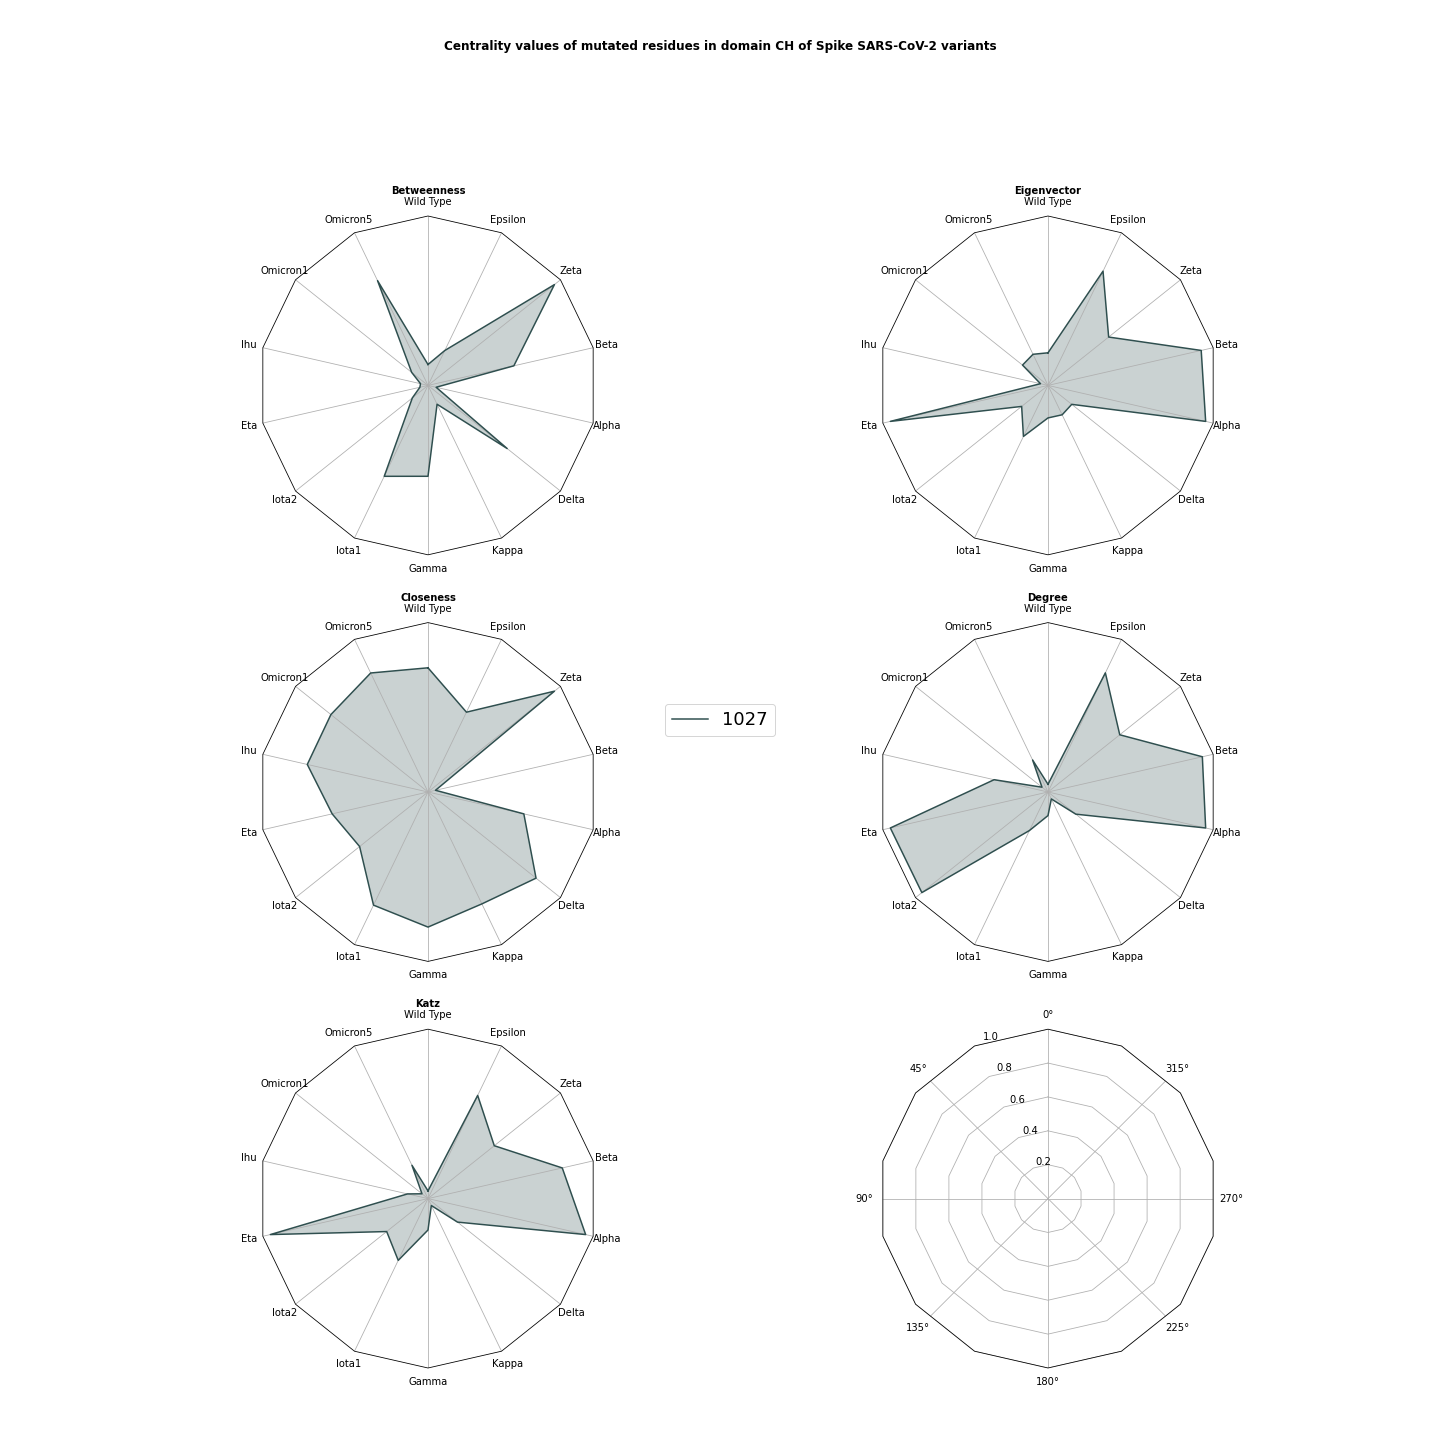 Centrality values of mutated residues in domain CH of Spike SARS-CoV-2 variants
Betweenness
Wild Type
Omicron5
Epsilon
Omicron1
Zeta
Ihu
Beta
Eta
Alpha
Iota2
Delta
Iota1
Kappa
Gamma
Eigenvector
Wild Type
Omicron5
Epsilon
Omicron1
Zeta
Ihu
Beta
Eta
Alpha
Iota2
Delta
Iota1
Kappa
Gamma
Closeness
Wild Type
Omicron5
Epsilon
Omicron1
Zeta
Ihu
Beta
Eta
Alpha
Iota2
Delta
Iota1
Kappa
Gamma
1027
Degree
Wild Type
Omicron5
Epsilon
Omicron1
Zeta
Ihu
Beta
Eta
Alpha
Iota2
Delta
Iota1
Kappa
Gamma
Katz
Wild Type
Omicron5
Epsilon
Omicron1
Zeta
Ihu
Beta
Eta
Alpha
Iota2
Delta
Iota1
Kappa
Gamma
0°
1.0
45°
0.8
315°
0.6
0.4
0.2
90°
270°
135°
225°
180°